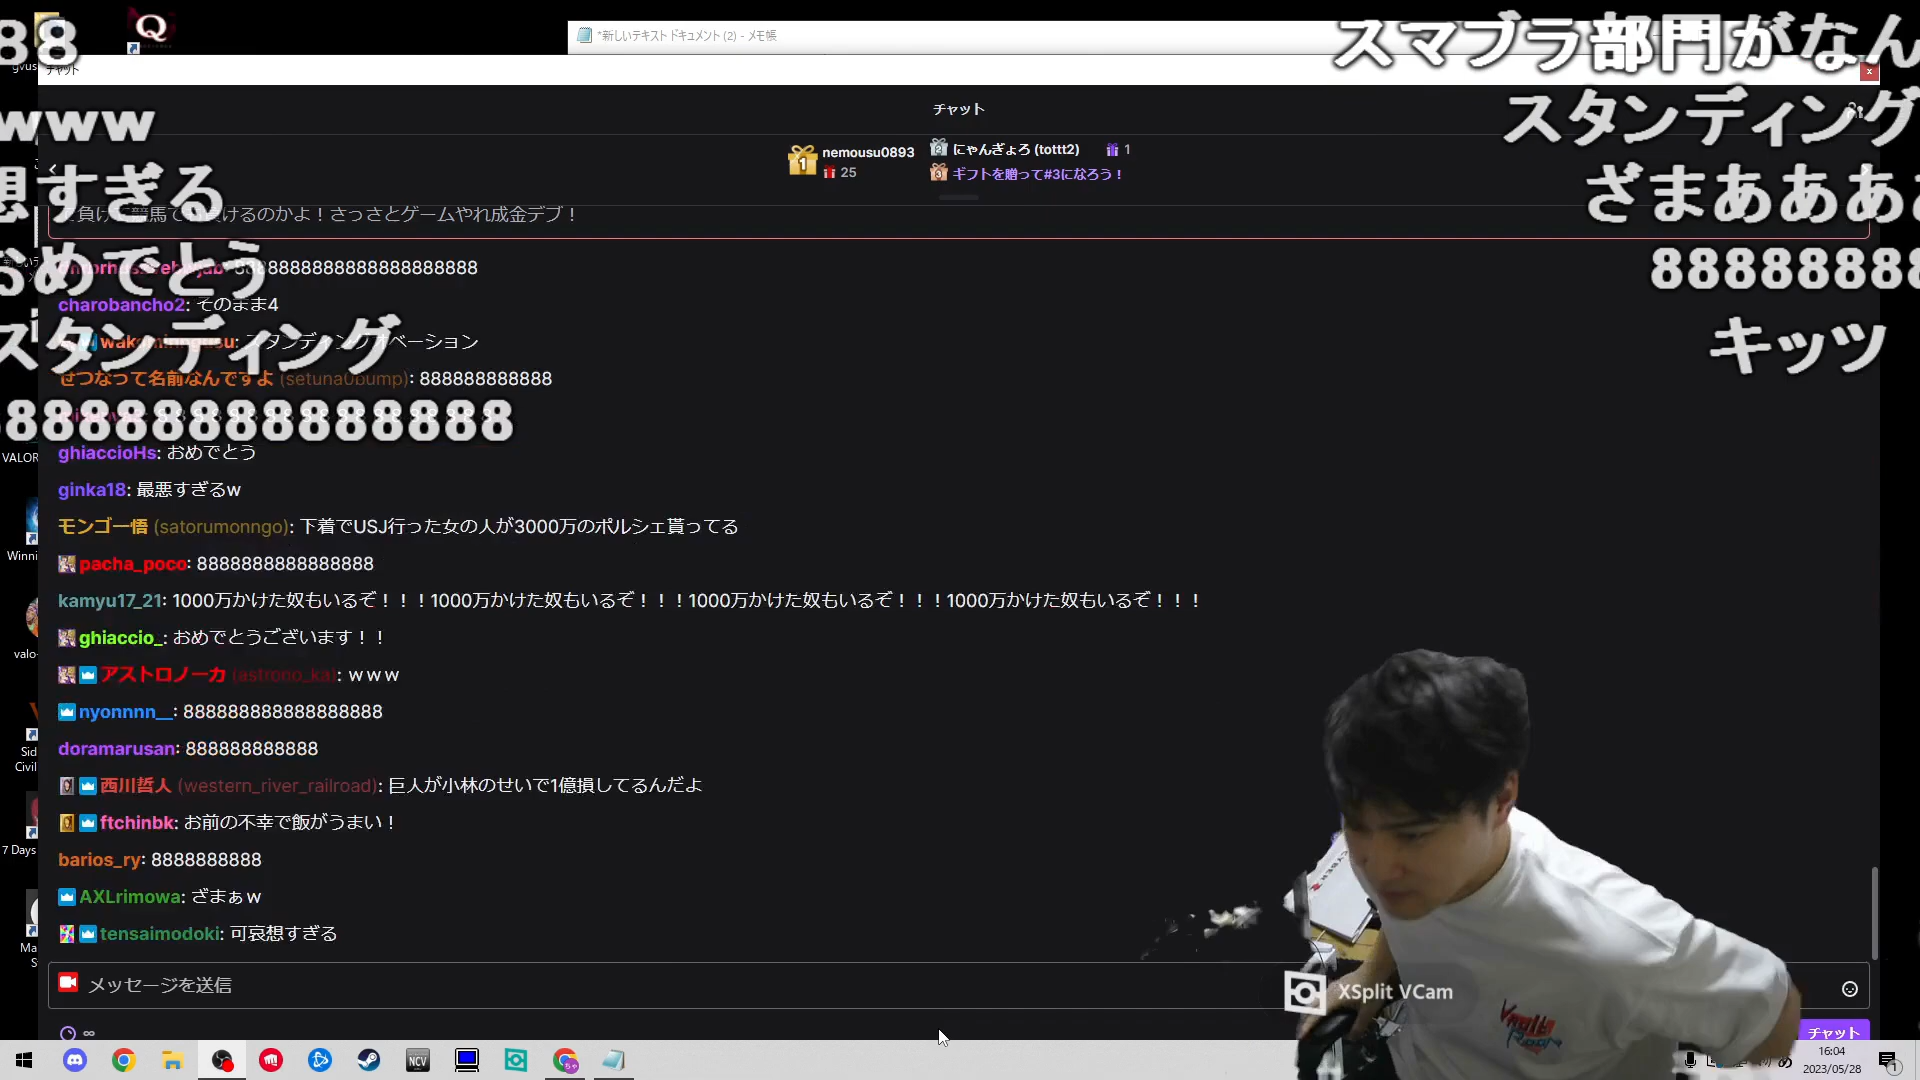 *新しいテキスト ドキュメント (2) - メモ帳
スマブラ部門がなん
88
チャット
チャット
www
スタンディング
nemousu0893
25
にゃんぎょろ (tottt2) 1
ギフトを贈って#3になろう！
想すぎる
ざまあああ
けるのかよ！さっさとゲームやれ成金デブ！
おめでとう
88888888
charobancho2: そのまま4
スタンディング
キッツ
スタンディングオベーション
せつなって名前なんですよ (setuna0bump): 888888888888
ghiaccioHs: おめでとう
VALOR
ginka18: 最悪すぎるw
モンゴー悟 (satorumonngo): 下着でUSJ行った女の人が3000万のポルシェ貰ってる
Winni
pacha_poco: 8888888888888888
kamyu17_21: 1000万かけた奴もいるぞ！！！1000万かけた奴もいるぞ！！！1000万かけた奴もいるぞ！！！1000万かけた奴もいるぞ！！！
ghiaccio_: おめでとうございます！！
valo-
アストロノーカ (astrono_ka): ｗｗｗ
nyonnnn__: 888888888888888888
doramarusan: 888888888888
Sid
Civil
西川哲人 (western_river_railroad): 巨人が小林のせいで1億損してるんだよ
ftchinbk: お前の不幸で飯がうまい！
7 Days
barios_ry: 8888888888
AXLrimowa: ざまぁｗ
tensaimodoki: 可哀想すぎる
Ma
S
メッセージを送信
XSplit VCam
∞
チャット
NCV
16:04
2023/05/28